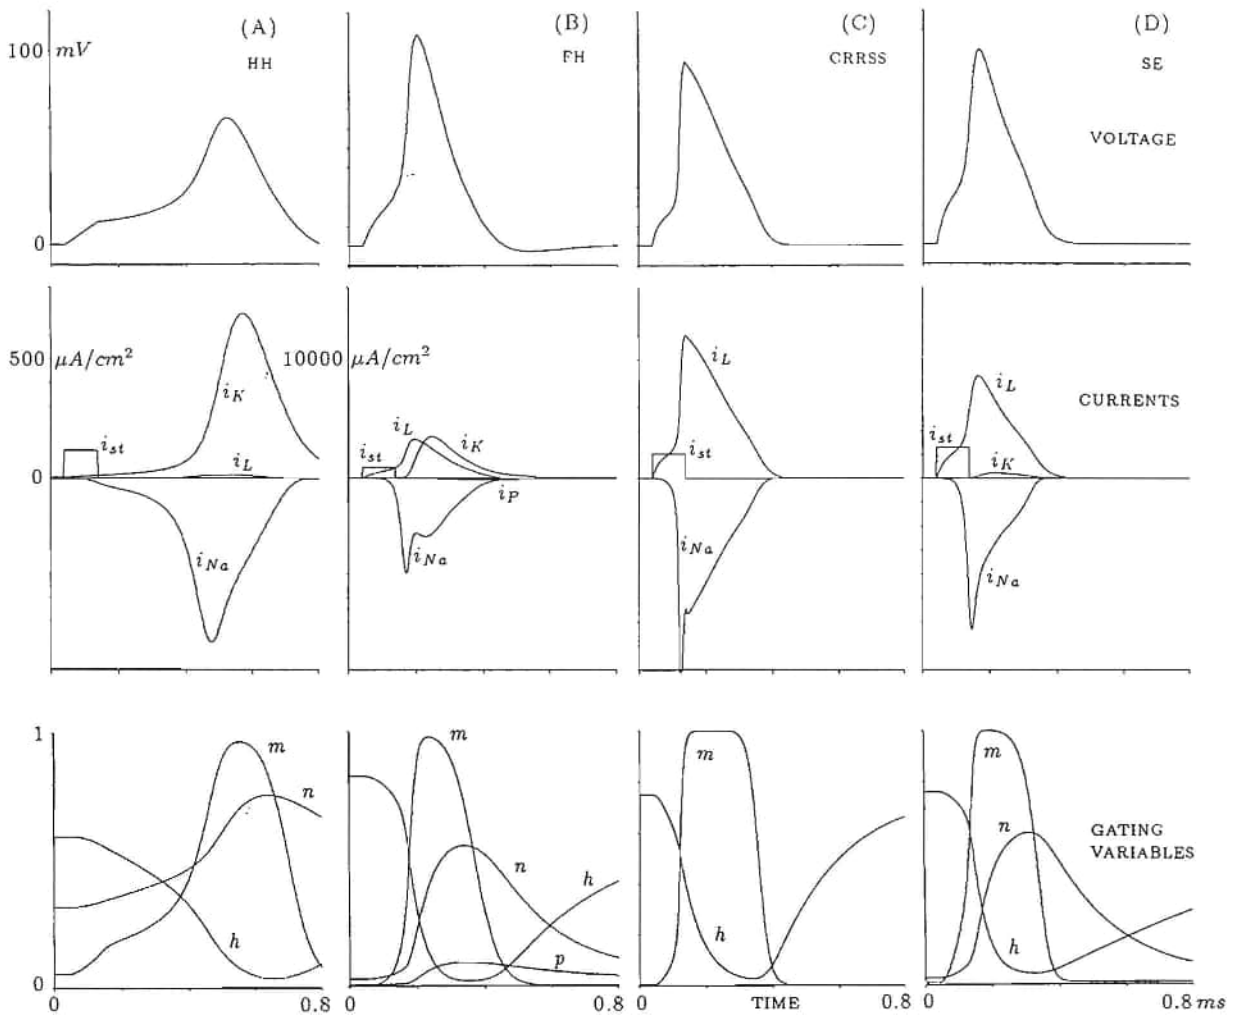 (A) (B) (C) (D)
100 mV HH FH CRRSS SE
VOLTAGE
0
500 μA/cm² 10000 μA/cm²
i_K i_L i_L
CURRENTS
i_st i_L i_K i_st i_st
i_L i_st i_K
0 i_P
i_Na i_Na i_Na i_Na
1 m m m m
n n
GATING
VARIABLES
n h
h p h h
0
0 0.8 0 0.8 0 TIME 0.8 0 0.8 ms